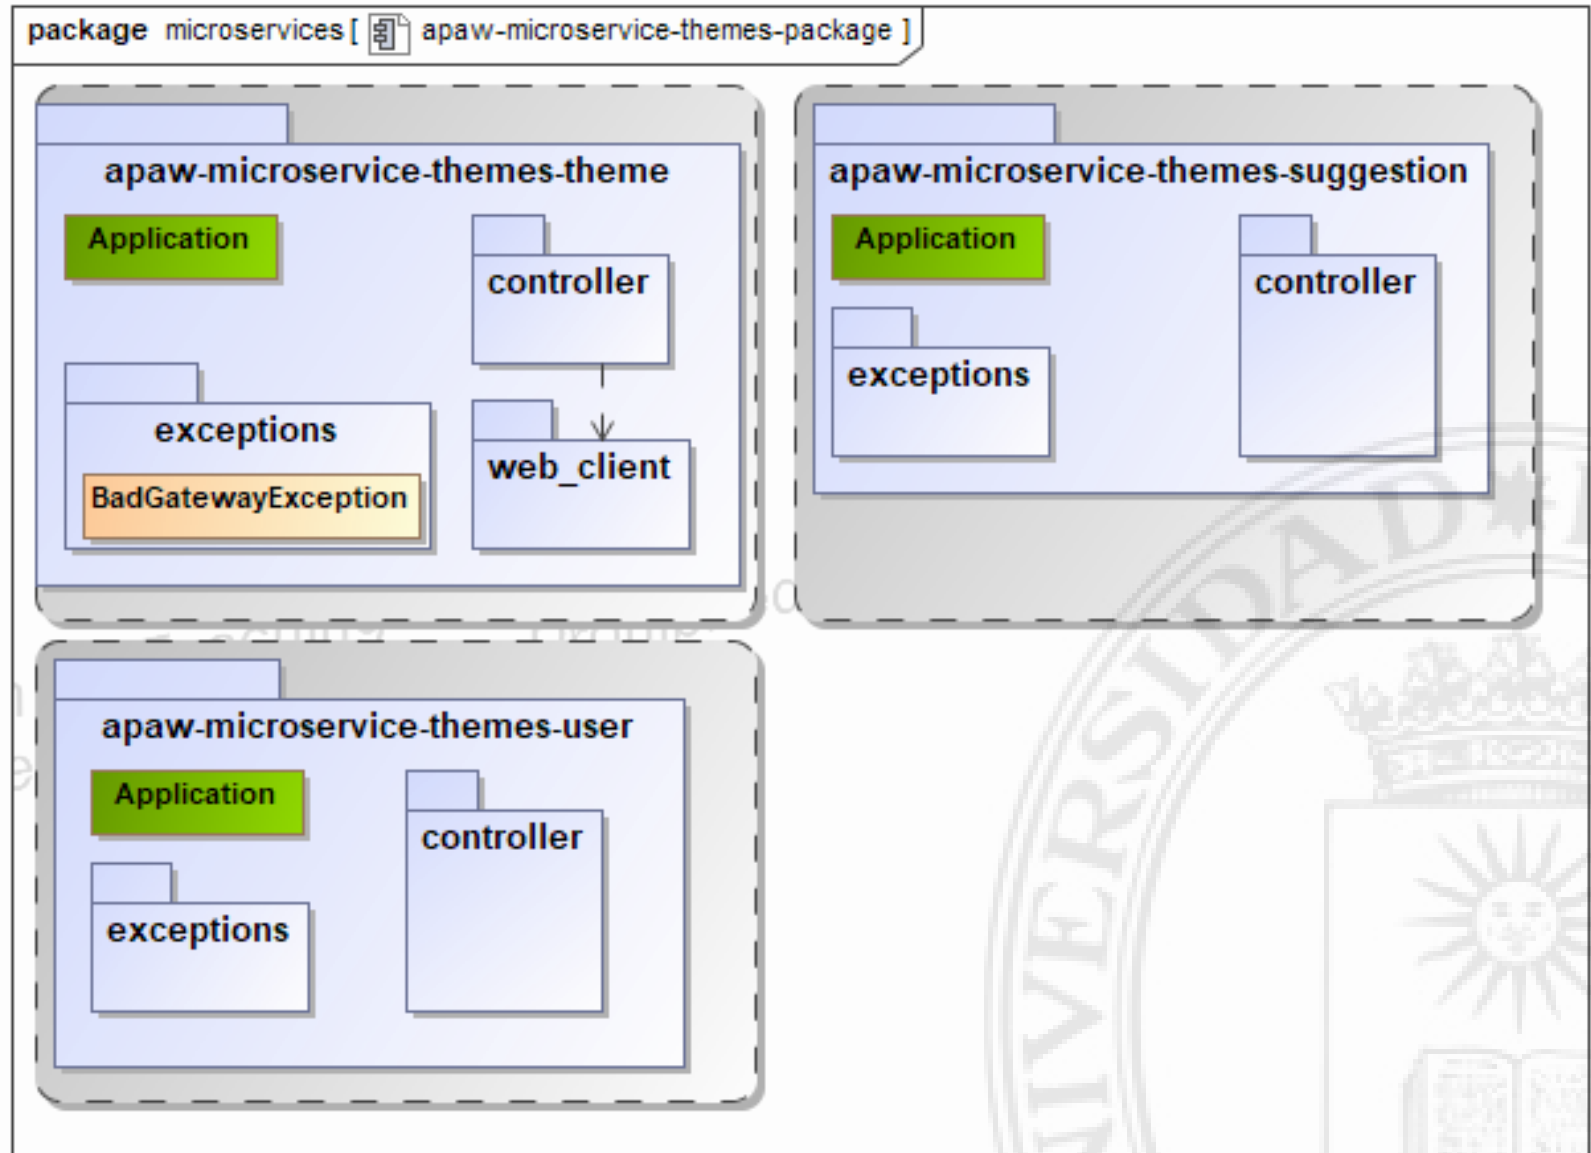 package microservices [ apaw-microservice-themes-package ]
apaw-microservice-themes-theme
Application
controller
exceptions
BadGatewayException
web_client
apaw-microservice-themes-suggestion
Application
controller
exceptions
apaw-microservice-themes-user
Application
controller
exceptions